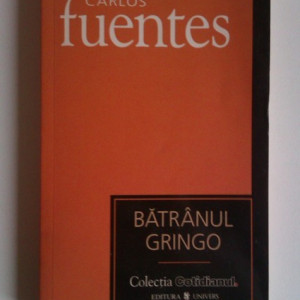 CARLOS
fuentes
BĂTRÂNUL
GRINGO
Colecția Cotidianul.
EDITURA UNIVERS